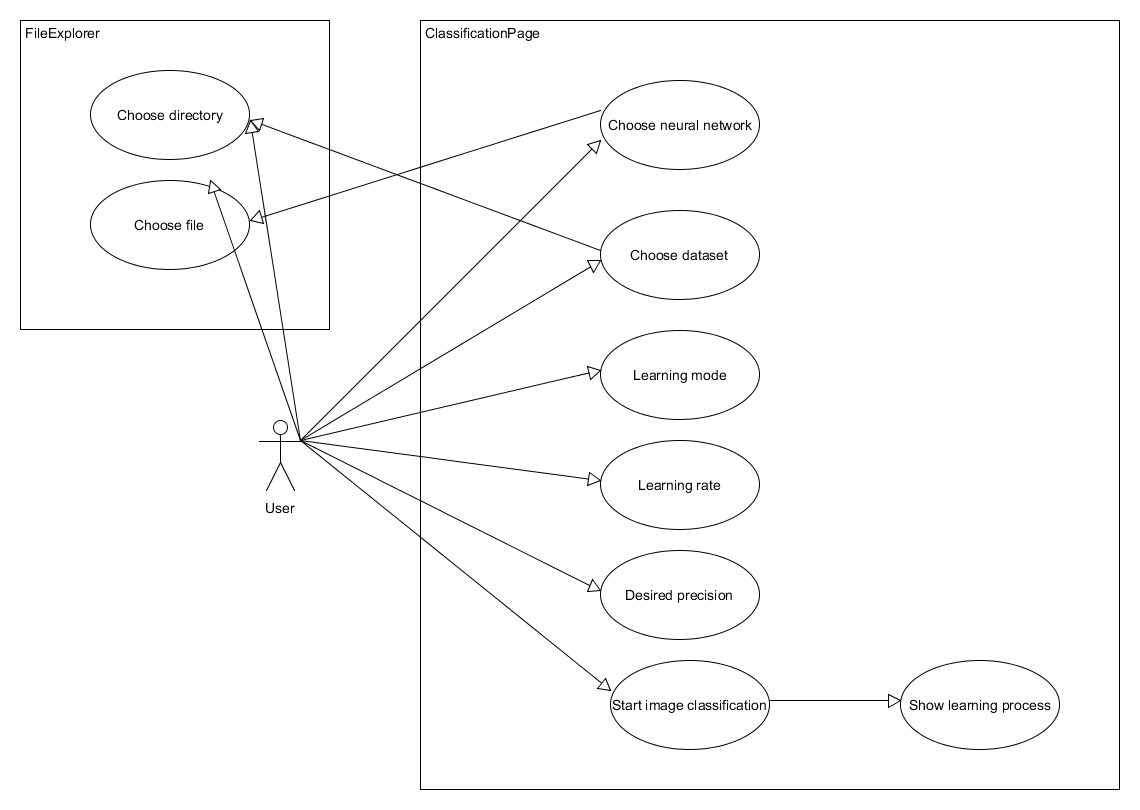 FileExplorer
Choose directory
Choose file
User
ClassificationPage
Choose neural network
Choose dataset
Learning mode
Learning rate
Desired precision
Start image classification
Show learning process